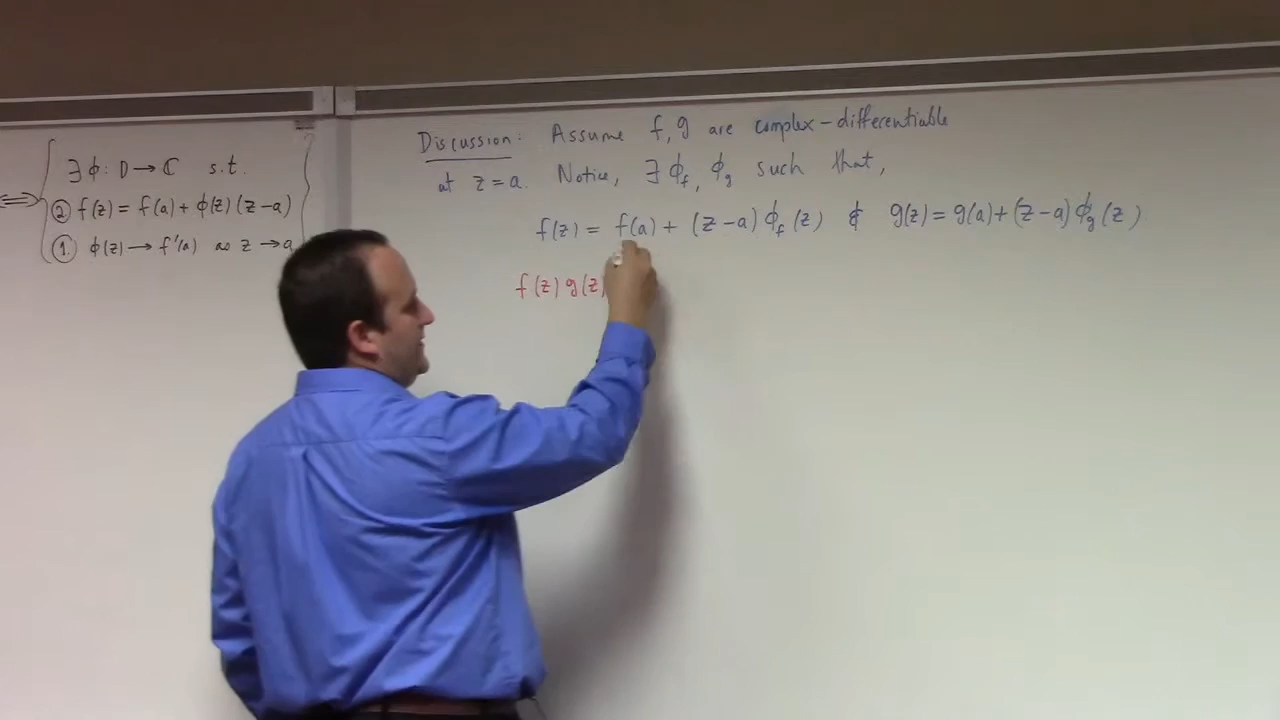 ∃ ϕ : D → ℂ s.t.
⟺ ② f(z) = f(a) + ϕ(z)(z-a)
① ϕ(z) → f'(a) as z → a
Discussion: Assume f, g are complex-differentiable
at z = a. Notice, ∃ ϕ_f, ϕ_g such that,
f(z) = f(a) + (z-a) ϕ_f(z) & g(z) = g(a) + (z-a) ϕ_g(z)
f(z) g(z)